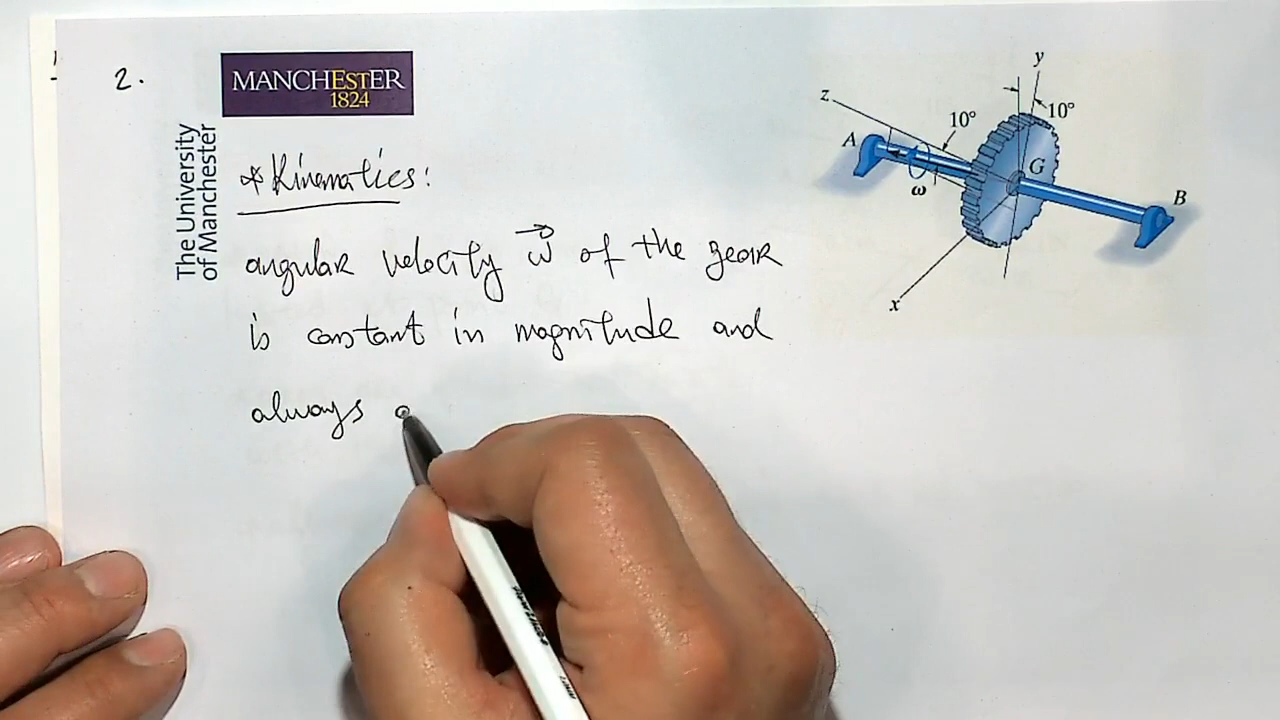 2.
MANCHESTER
1824
The University
of Manchester
* Kinematics:
angular velocity ω of the gear
is constant in magnitude and
always
y
z
10°
10°
A
G
ω
B
x